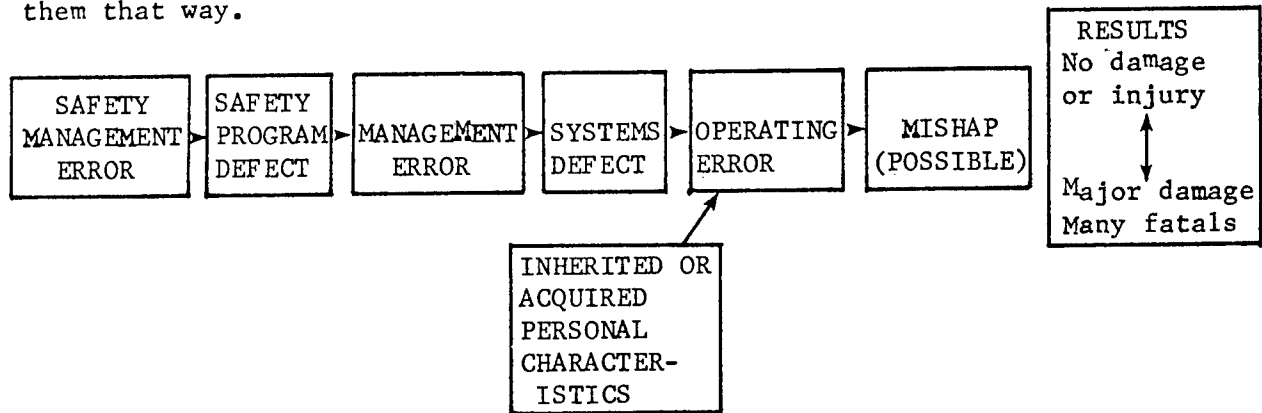 them that way.
SAFETY
MANAGEMENT
ERROR
SAFETY
PROGRAM
DEFECT
MANAGEMENT
ERROR
SYSTEMS
DEFECT
OPERATING
ERROR
MISHAP
(POSSIBLE)
RESULTS
No damage
or injury
Major damage
Many fatals
INHERITED OR
ACQUIRED
PERSONAL
CHARACTER-
ISTICS